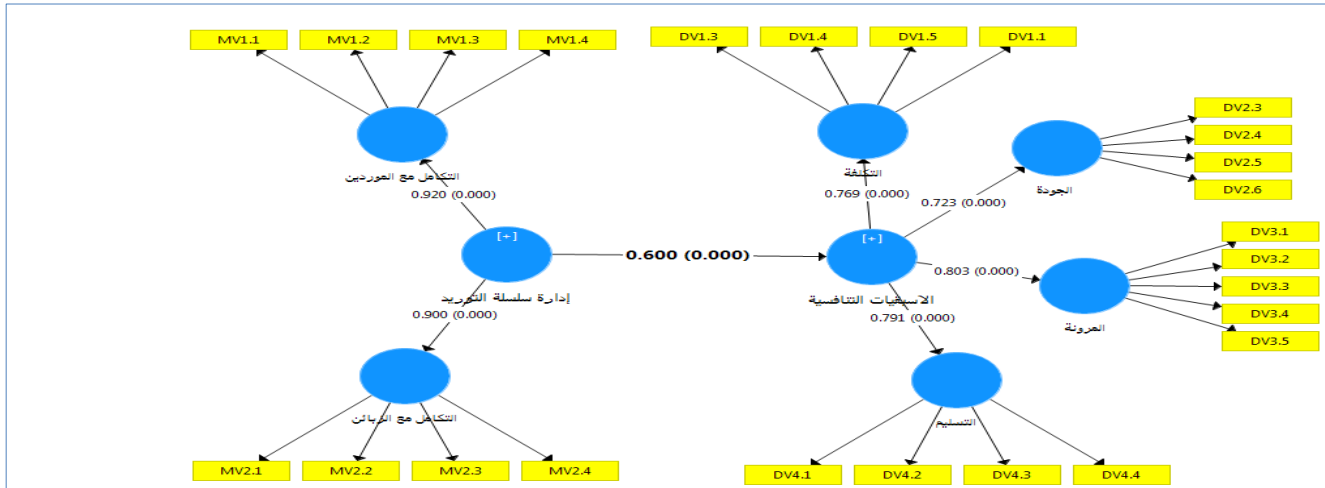 MV1.1
MV1.2
MV1.3
MV1.4
DV1.3
DV1.4
DV1.5
DV1.1
DV2.3
DV2.4
DV2.5
DV2.6
التكامل مع الموردين
0.920 (0.000)
التكلفة
0.769 (0.000)
الجودة
0.723 (0.000)
[+]
إدارة سلسلة التوريد
0.600 (0.000)
[+]
الاسبقيات التنافسية
0.803 (0.000)
DV3.1
DV3.2
DV3.3
DV3.4
DV3.5
المرونة
0.900 (0.000)
0.791 (0.000)
التكامل مع الزبائن
التسليم
MV2.1
MV2.2
MV2.3
MV2.4
DV4.1
DV4.2
DV4.3
DV4.4